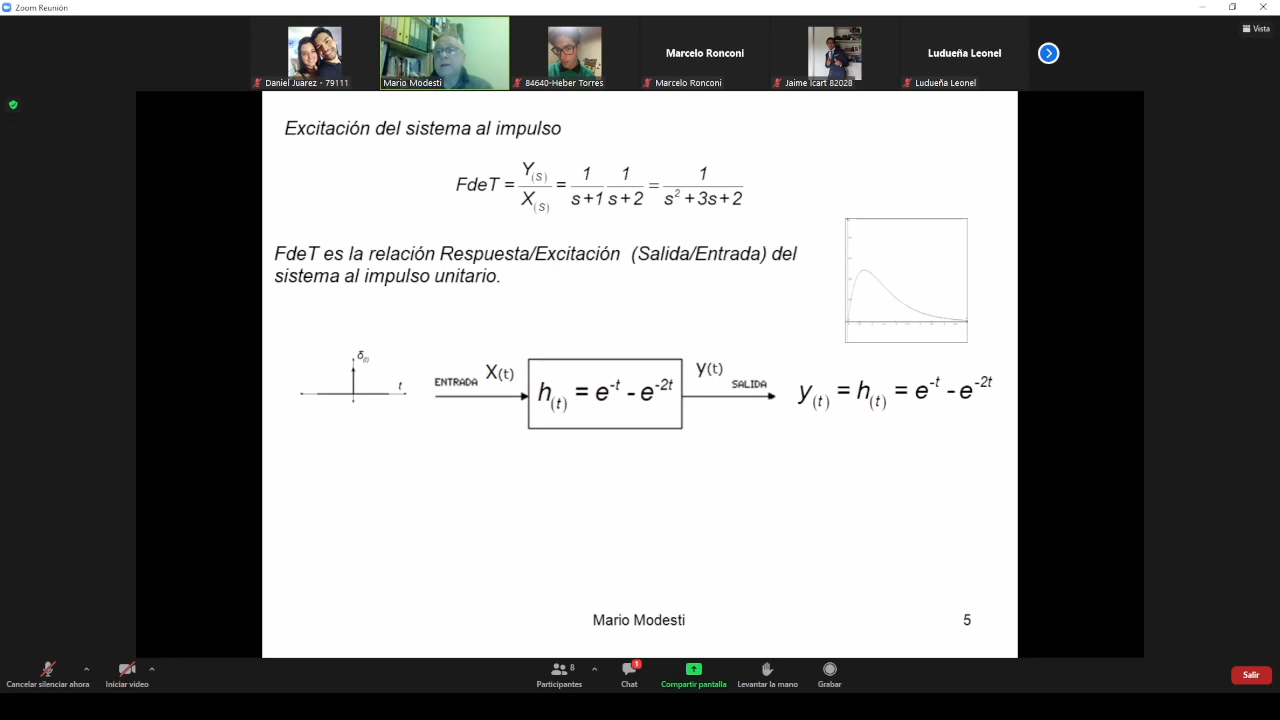 Zoom Reunión
Vista
Daniel Juarez - 79111
Mario Modesti
84640-Heber Torres
Marcelo Ronconi
Marcelo Ronconi
Jaime Icart 82028
Ludueña Leonel
Ludueña Leonel
Excitación del sistema al impulso
FdeT = Y(s) / X(s) = 1 / s+1 1 / s+2 = 1 / s² +3s +2
FdeT es la relación Respuesta/Excitación (Salida/Entrada) del
sistema al impulso unitario.
δ(t)
t
ENTRADA X(t)
h(t) = e^-t - e^-2t
y(t)
SALIDA
y(t) = h(t) = e^-t - e^-2t
Mario Modesti
5
Cancelar silenciar ahora
Iniciar video
8
Participantes
1
Chat
Compartir pantalla
Levantar la mano
Grabar
Salir